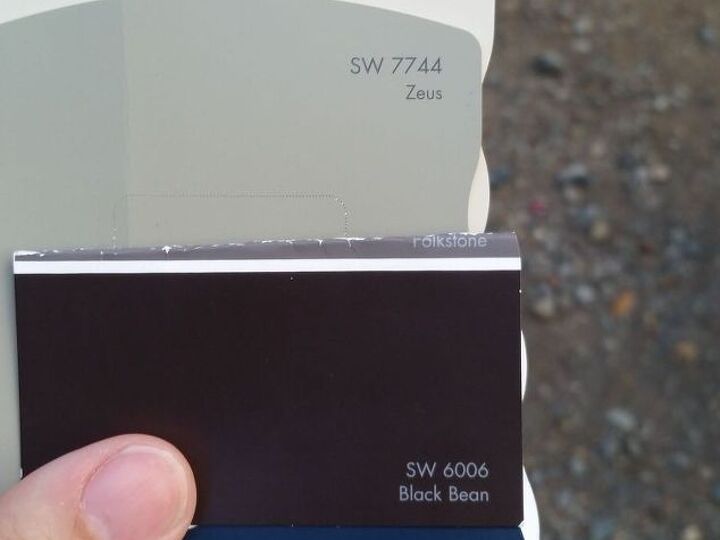 SW 7744
Zeus
Folkstone
SW 6006
Black Bean